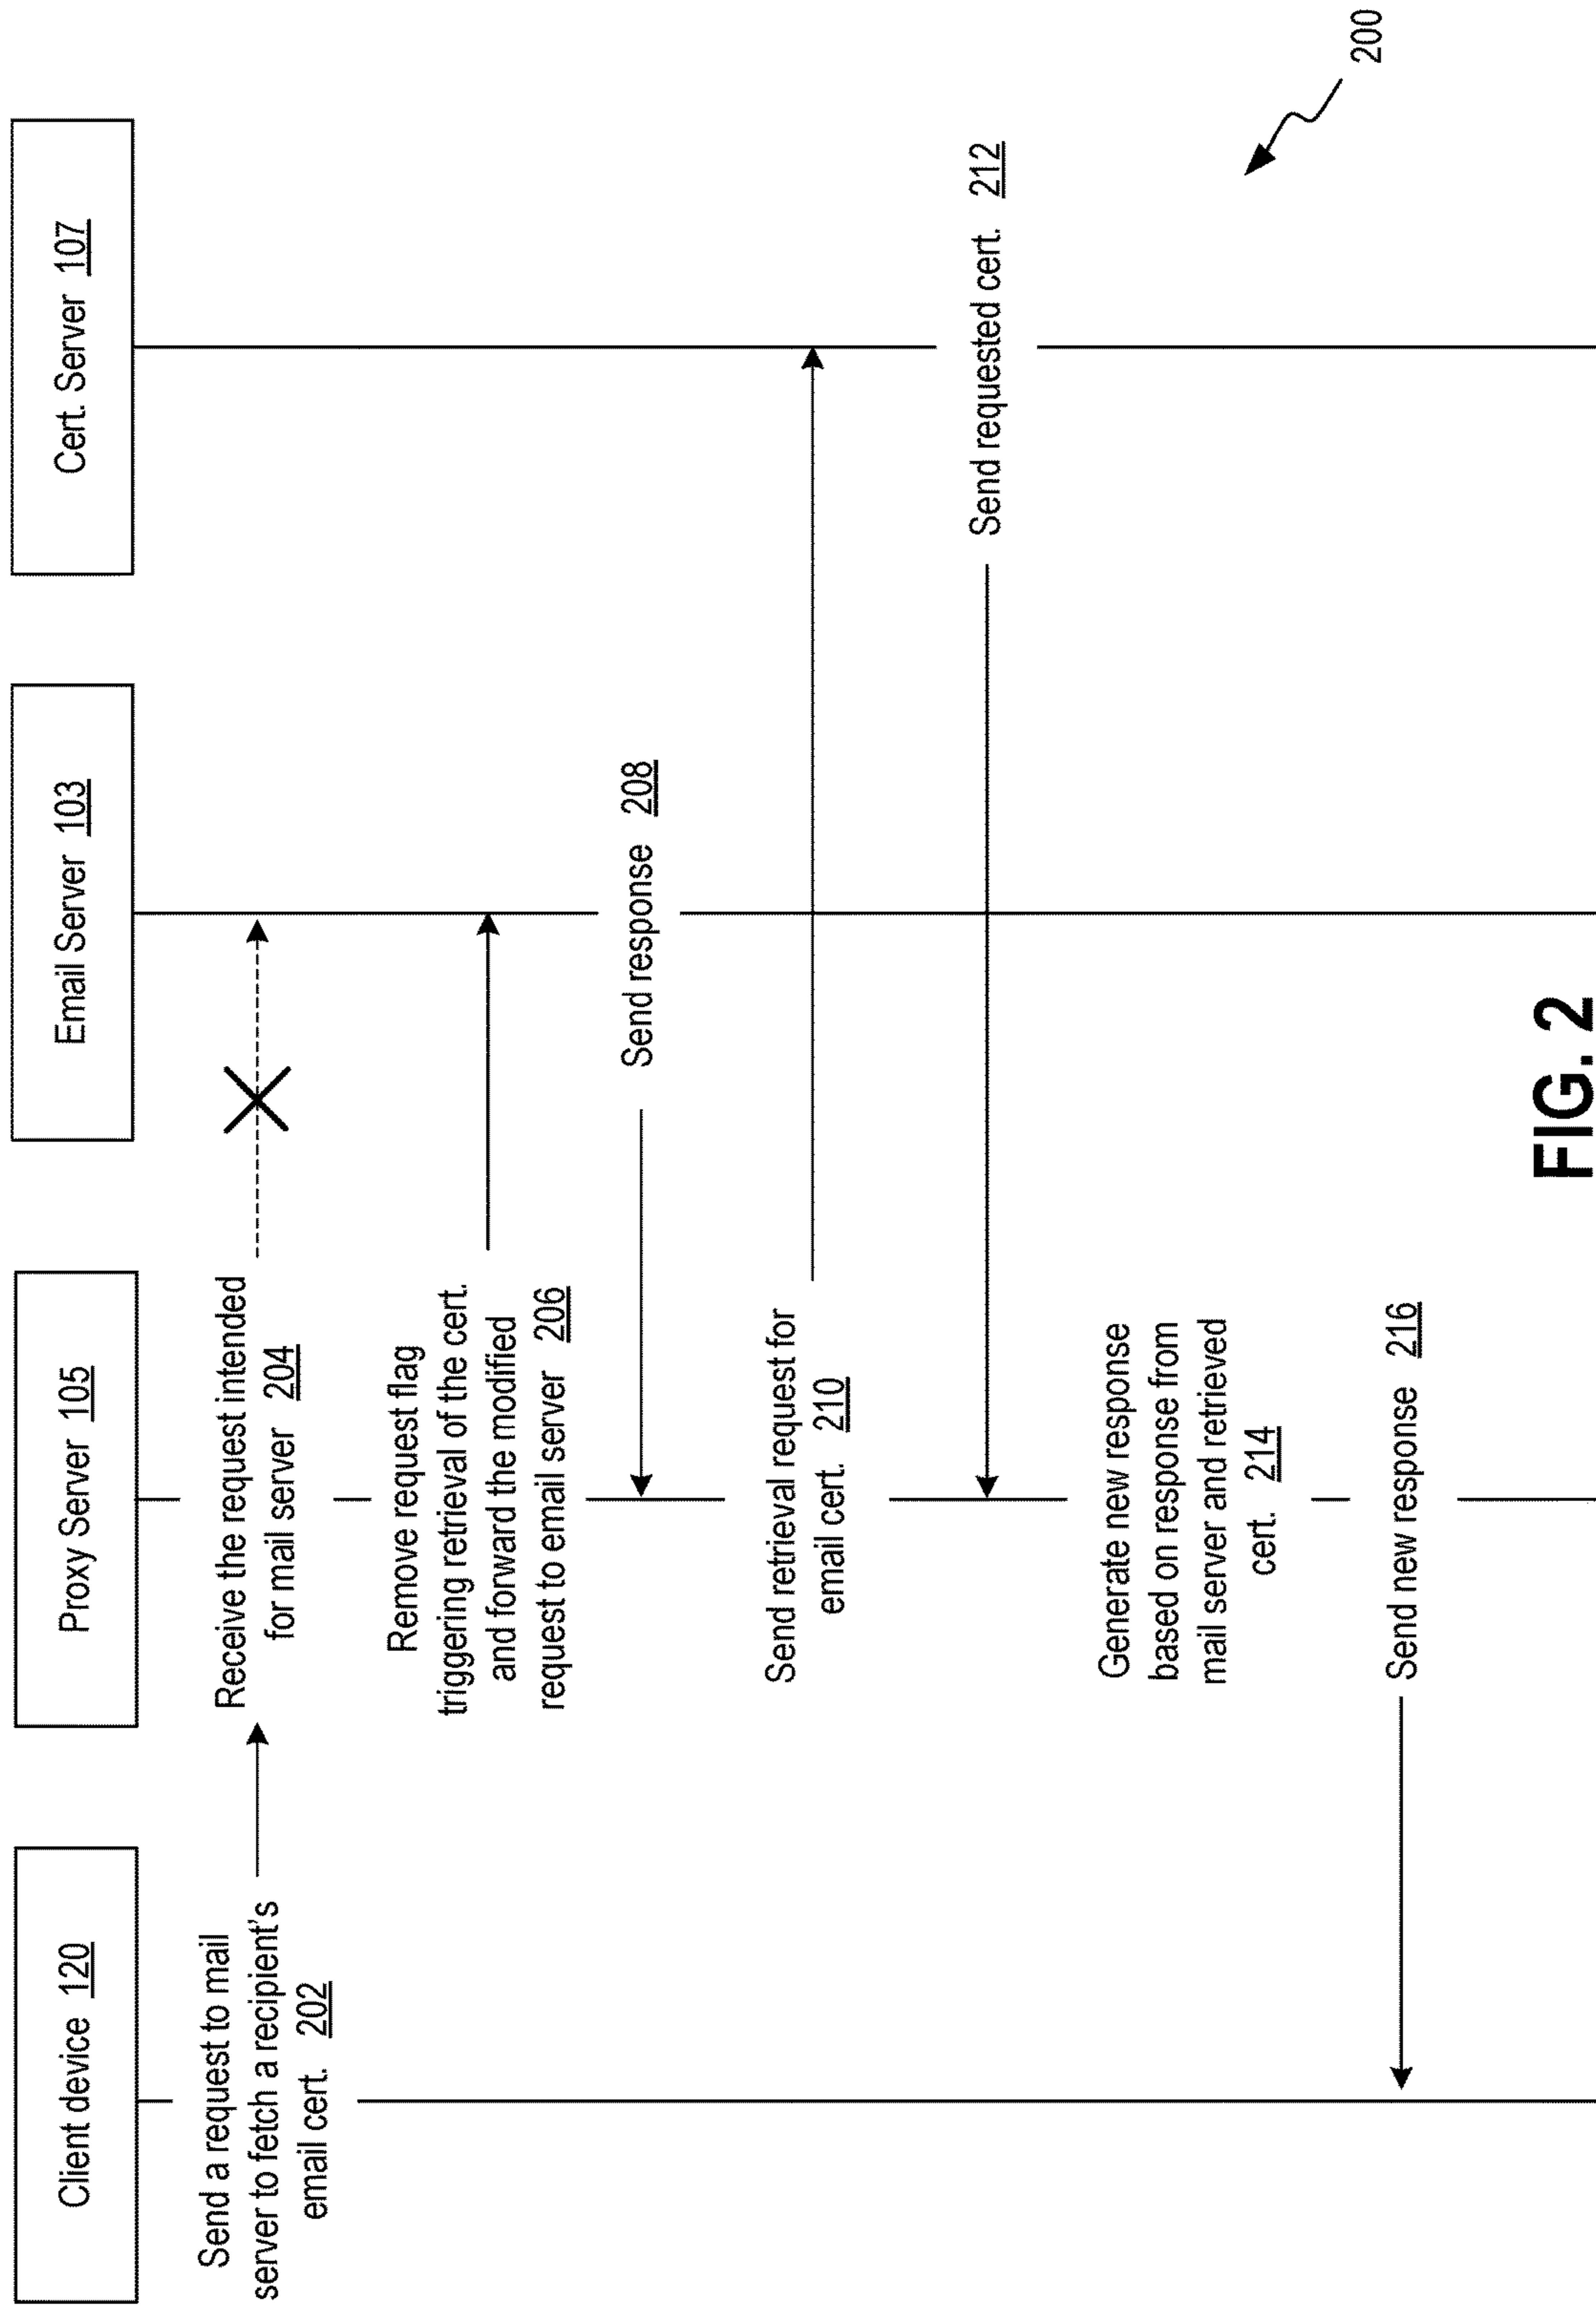 Client device 120
Proxy Server 105
Email Server 103
Cert. Server 107
Send a request to mail
server to fetch a recipient's
email cert. 202
Receive the request intended
for mail server 204
Remove request flag
triggering retrieval of the cert.
and forward the modified
request to email server 206
Send response 208
Send retrieval request for
email cert. 210
Send requested cert. 212
Generate new response
based on response from
mail server and retrieved
cert. 214
Send new response 216
200
FIG. 2